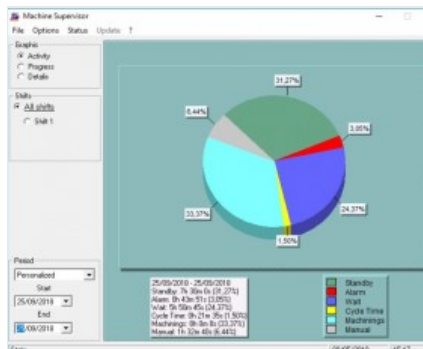 Machine Supervisor
File Options Status Update ?
Graphic
Activity
Progress
Details
Shifts
All shifts
Shift 1
31,27%
3,05%
6,44%
24,37%
33,37%
1,50%
Period
Personalized
Start
25/09/2018
End
/09/2018
25/09/2018 - 25/09/2018
Standby: 7h 30m 0s (31,27%)
Alarm: 0h 43m 51s (3,05%)
Wait: 5h 50m 45s (24,37%)
Cycle Time: 0h 21m 35s (1,50%)
Machinings: 8h 0m 8s (33,37%)
Manual: 1h 32m 40s (6,44%)
Standby
Alarm
Wait
Cycle Time
Machinings
Manual